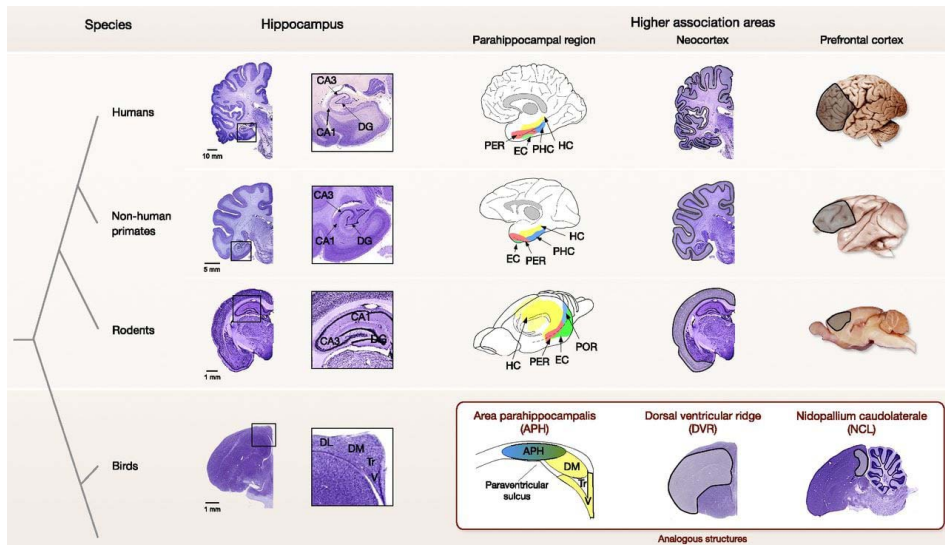 Species
Hippocampus
Higher association areas
Parahippocampal region
Neocortex
Prefrontal cortex
Humans
10 mm
CA3
CA1
DG
PER
EC
PHC
HC
Non-human
primates
5 mm
CA3
CA1
DG
EC
PER
PHC
HC
Rodents
1 mm
CA1
CA3
DG
HC
PER
EC
POR
Birds
1 mm
DL
DM
Tr
V
Area parahippocampalis
(APH)
APH
DM
Tr
V
Paraventricular
sulcus
Dorsal ventricular ridge
(DVR)
Nidopallium caudolaterale
(NCL)
Analogous structures